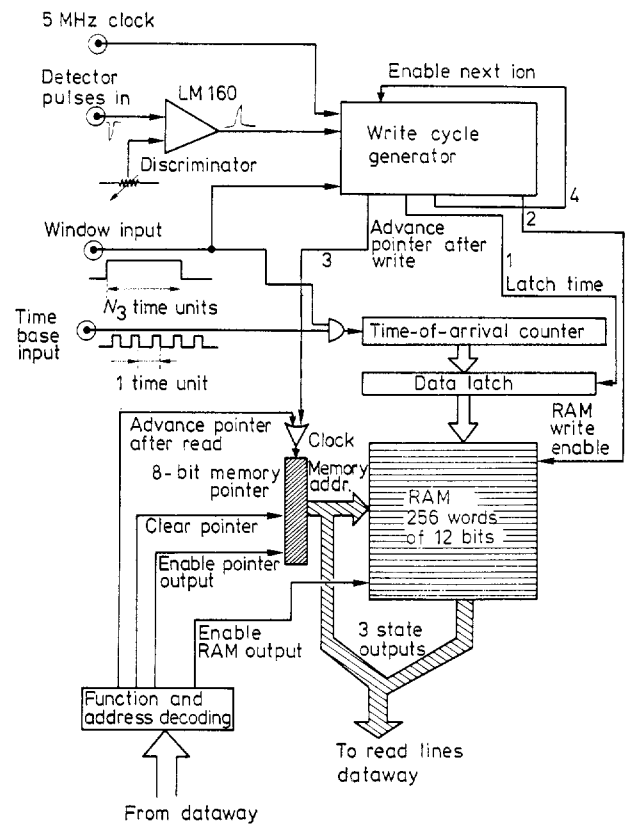 5 MHz clock
Detector
pulses in
LM 160
Discriminator
Enable next ion
Write cycle
generator
4
2
Window input
Advance
pointer after
write
3
1
Latch time
N3 time units
Time
base
input
1 time unit
Time-of-arrival counter
Data latch
RAM
write
enable
Advance pointer
after read
Clock
8-bit memory
pointer
Memory
addr.
RAM
256 words
of 12 bits
Clear pointer
Enable pointer
output
Enable
RAM output
3 state
outputs
Function and
address decoding
To read lines
dataway
From dataway